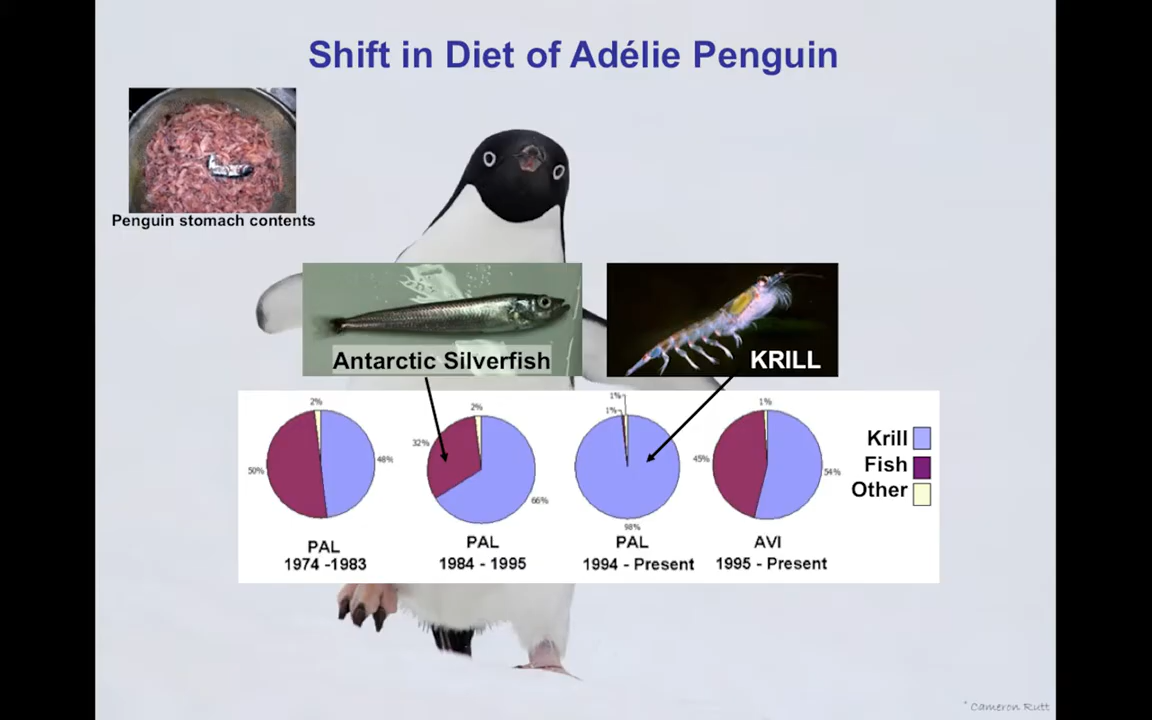 Shift in Diet of Adélie Penguin
Penguin stomach contents
Antarctic Silverfish
KRILL
2%
50%
48%
PAL
1974 -1983
2%
32%
66%
PAL
1984 - 1995
1%
1%
98%
PAL
1994 - Present
1%
45%
54%
AVI
1995 - Present
Krill
Fish
Other
* Cameron Rutt